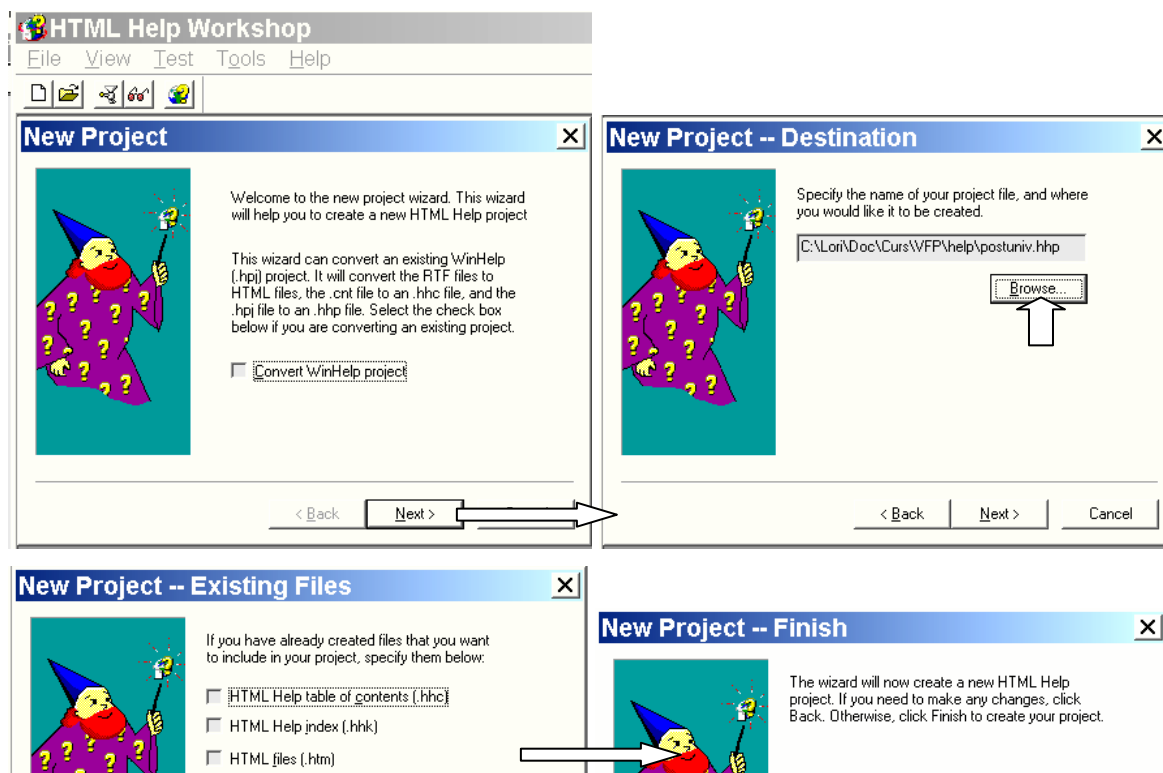 HTML Help Workshop
File View Test Tools Help
New Project
Welcome to the new project wizard. This wizard
will help you to create a new HTML Help project
This wizard can convert an existing WinHelp
(.hpj) project. It will convert the RTF files to
HTML files, the .cnt file to an .hhc file, and the
.hpj file to an .hhp file. Select the check box
below if you are converting an existing project.
Convert WinHelp project
< Back Next >
New Project -- Destination
Specify the name of your project file, and where
you would like it to be created.
C:\Lori\Doc\Curs\VFP\help\postuniv.hhp
Browse...
< Back Next > Cancel
New Project -- Existing Files
If you have already created files that you want
to include in your project, specify them below:
HTML Help table of contents (.hhc)
HTML Help index (.hhk)
HTML files (.htm)
New Project -- Finish
The wizard will now create a new HTML Help
project. If you need to make any changes, click
Back. Otherwise, click Finish to create your project.